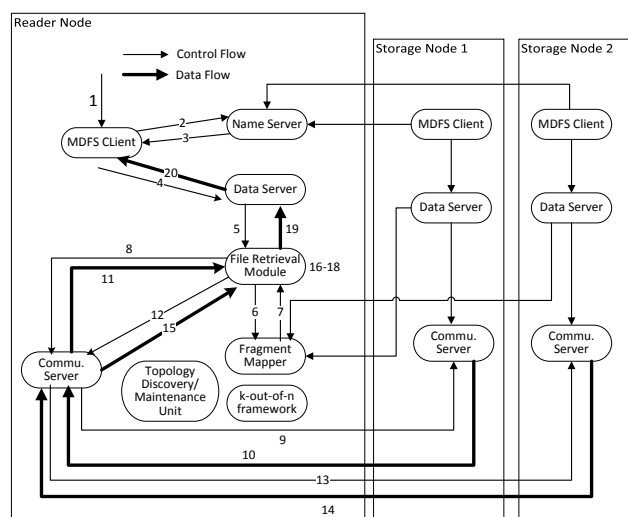 Reader Node
Storage Node 1
Storage Node 2
Control Flow
Data Flow
1
2
3
MDFS CLient
Name Server
MDFS Client
MDFS Client
20
4
Data Server
Data Server
Data Server
5
19
8
File Retrieval
Module
16-18
11
12
6
7
15
Fragment
Mapper
Commu.
Server
Commu.
Server
Commu.
Server
Topology
Discovery/
Maintenance
Unit
k-out-of-n
framework
9
10
13
14